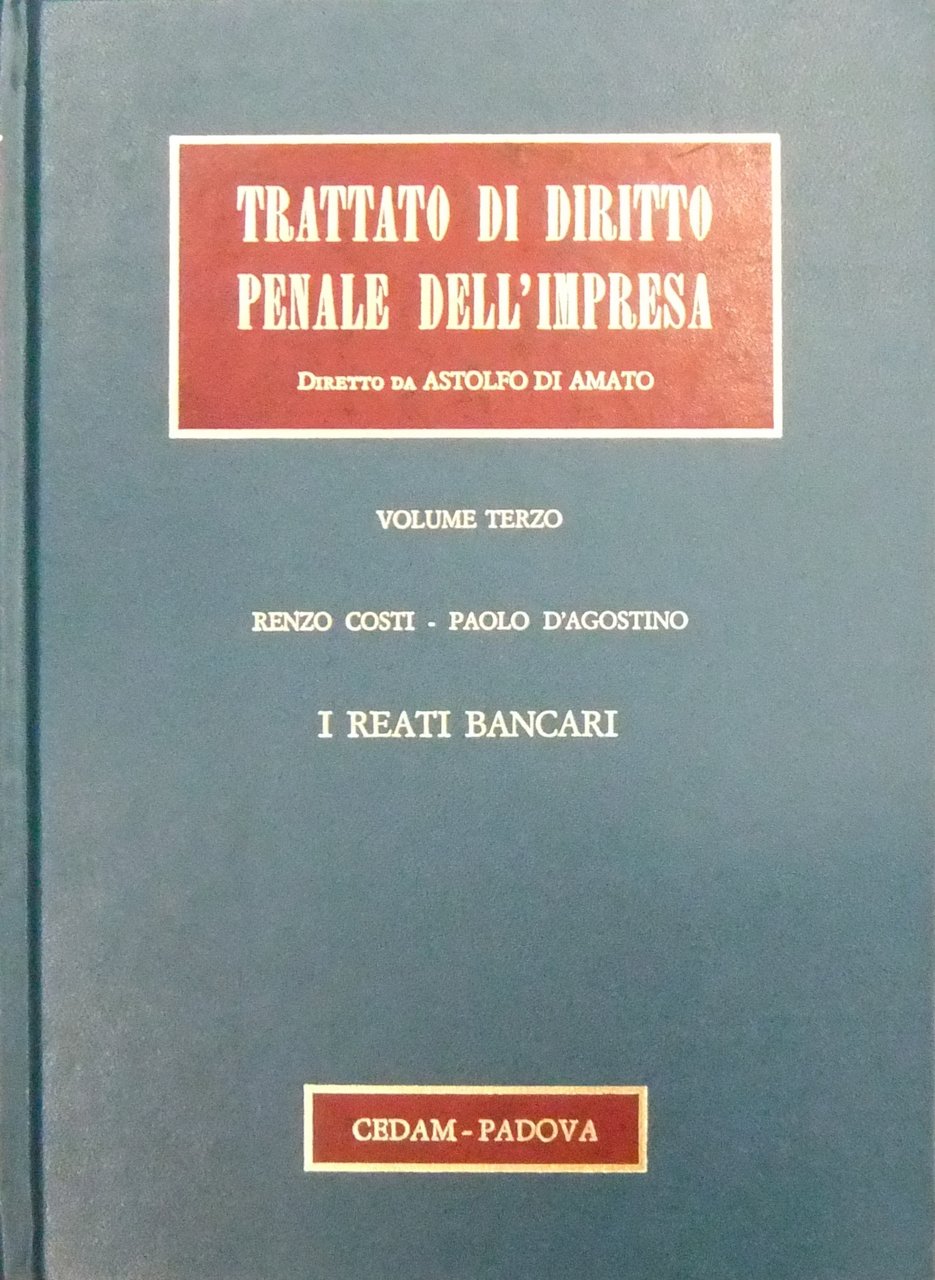 TRATTATO DI DIRITTO
PENALE DELL'IMPRESA
DIRETTO DA ASTOLFO DI AMATO
VOLUME TERZO
RENZO COSTI - PAOLO D'AGOSTINO
I REATI BANCARI
CEDAM - PADOVA